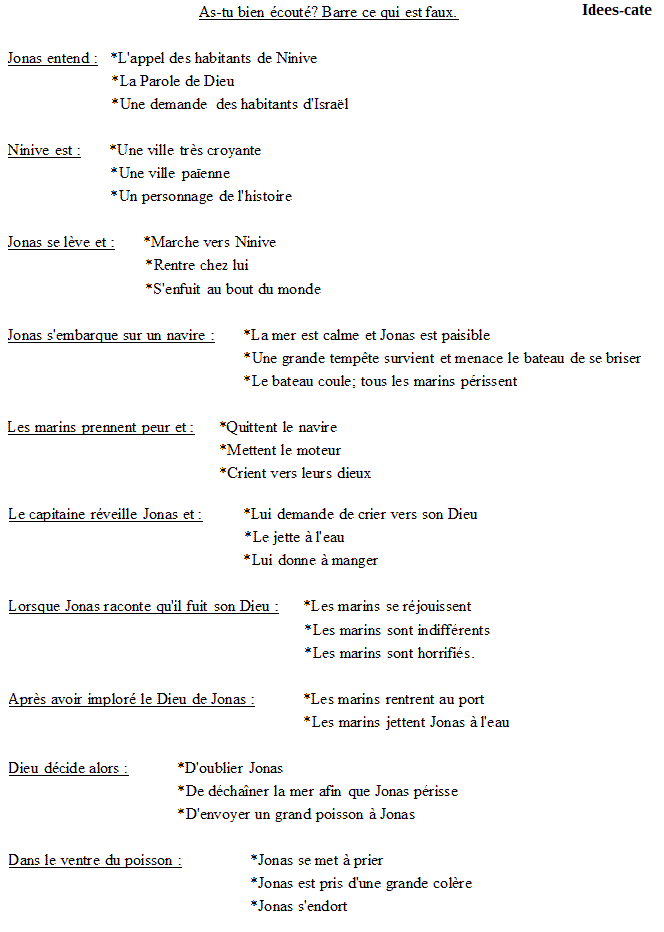 As-tu bien écouté? Barre ce qui est faux.
Idees-cate
Jonas entend : *L'appel des habitants de Ninive
*La Parole de Dieu
*Une demande des habitants d'Israël
Ninive est : *Une ville très croyante
*Une ville païenne
*Un personnage de l'histoire
Jonas se lève et : *Marche vers Ninive
*Rentre chez lui
*S'enfuit au bout du monde
Jonas s'embarque sur un navire : *La mer est calme et Jonas est paisible
*Une grande tempête survient et menace le bateau de se briser
*Le bateau coule; tous les marins périssent
Les marins prennent peur et : *Quittent le navire
*Mettent le moteur
*Crient vers leurs dieux
Le capitaine réveille Jonas et : *Lui demande de crier vers son Dieu
*Le jette à l'eau
*Lui donne à manger
Lorsque Jonas raconte qu'il fuit son Dieu : *Les marins se réjouissent
*Les marins sont indifférents
*Les marins sont horrifiés.
Après avoir imploré le Dieu de Jonas : *Les marins rentrent au port
*Les marins jettent Jonas à l'eau
Dieu décide alors : *D'oublier Jonas
*De déchaîner la mer afin que Jonas périsse
*D'envoyer un grand poisson à Jonas
Dans le ventre du poisson : *Jonas se met à prier
*Jonas est pris d'une grande colère
*Jonas s'endort